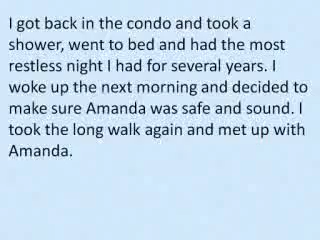 I got back in the condo and took a
shower, went to bed and had the most
restless night I had for several years. I
woke up the next morning and decided to
make sure Amanda was safe and sound. I
took the long walk again and met up with
Amanda.